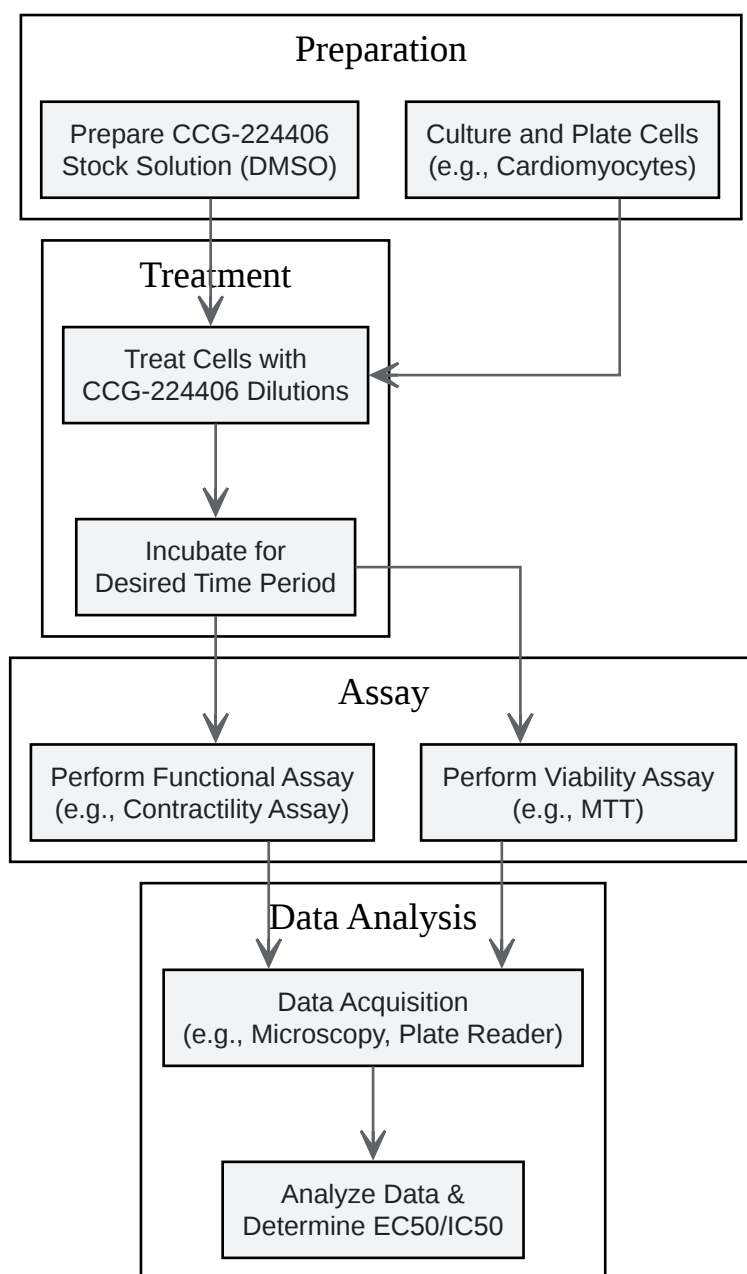 Preparation
Prepare CCG-224406
Stock Solution (DMSO)
Culture and Plate Cells
(e.g., Cardiomyocytes)
Treatment
Treat Cells with
CCG-224406 Dilutions
Incubate for
Desired Time Period
Assay
Perform Functional Assay
(e.g., Contractility Assay)
Perform Viability Assay
(e.g., MTT)
Data Analysis
Data Acquisition
(e.g., Microscopy, Plate Reader)
Analyze Data &
Determine EC50/IC50